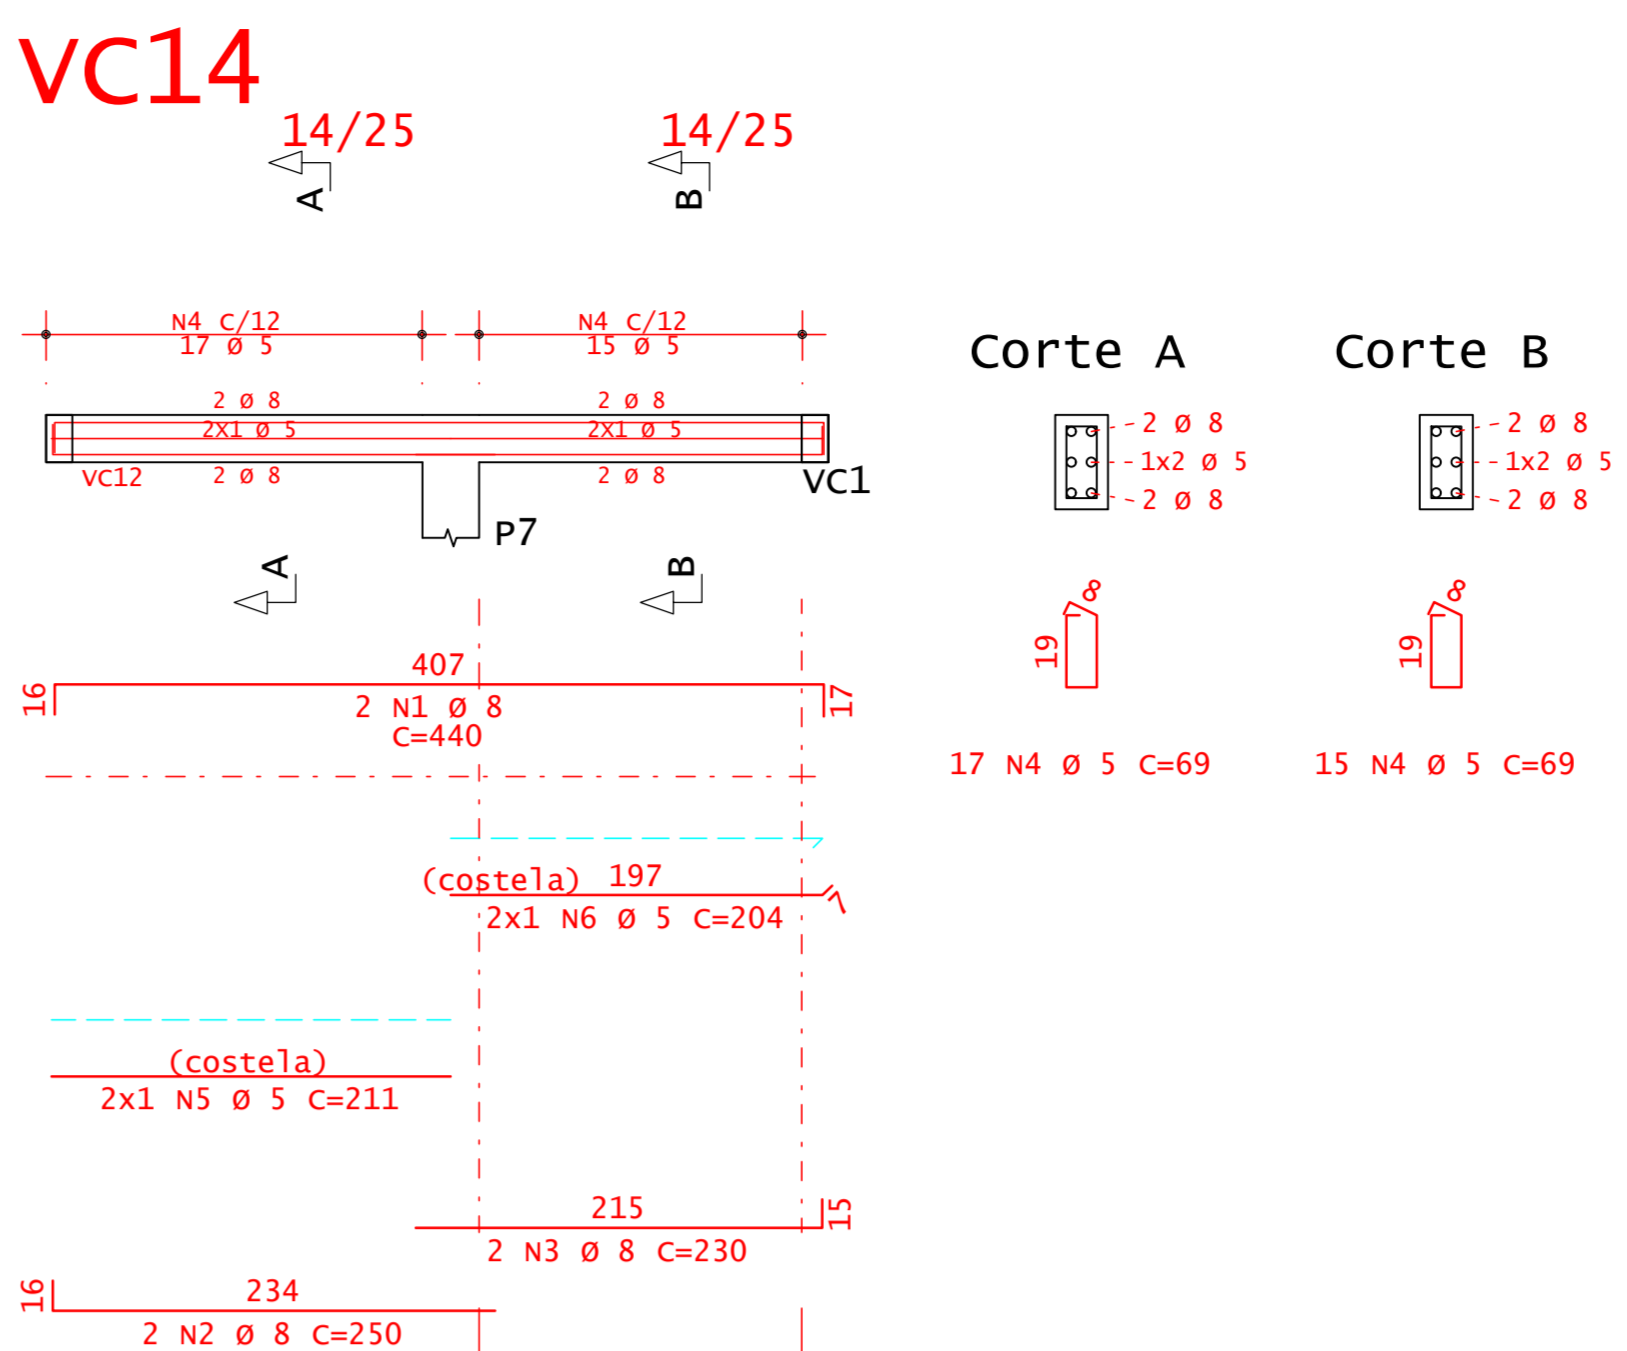 VC14
14/25
14/25
A
B
N4 C/12
17 Ø 5
N4 C/12
15 Ø 5
2 Ø 8
2 Ø 8
2X1 Ø 5
2X1 Ø 5
VC12
2 Ø 8
2 Ø 8
VC1
P7
A
B
407
16
17
2 N1 Ø 8
C=440
(costela)
197
7
2x1 N6 Ø 5 C=204
(costela)
2x1 N5 Ø 5 C=211
215
15
2 N3 Ø 8 C=230
234
16
2 N2 Ø 8 C=250
Corte A
2 Ø 8
1x2 Ø 5
2 Ø 8
8
19
17 N4 Ø 5 C=69
Corte B
2 Ø 8
1x2 Ø 5
2 Ø 8
8
19
15 N4 Ø 5 C=69